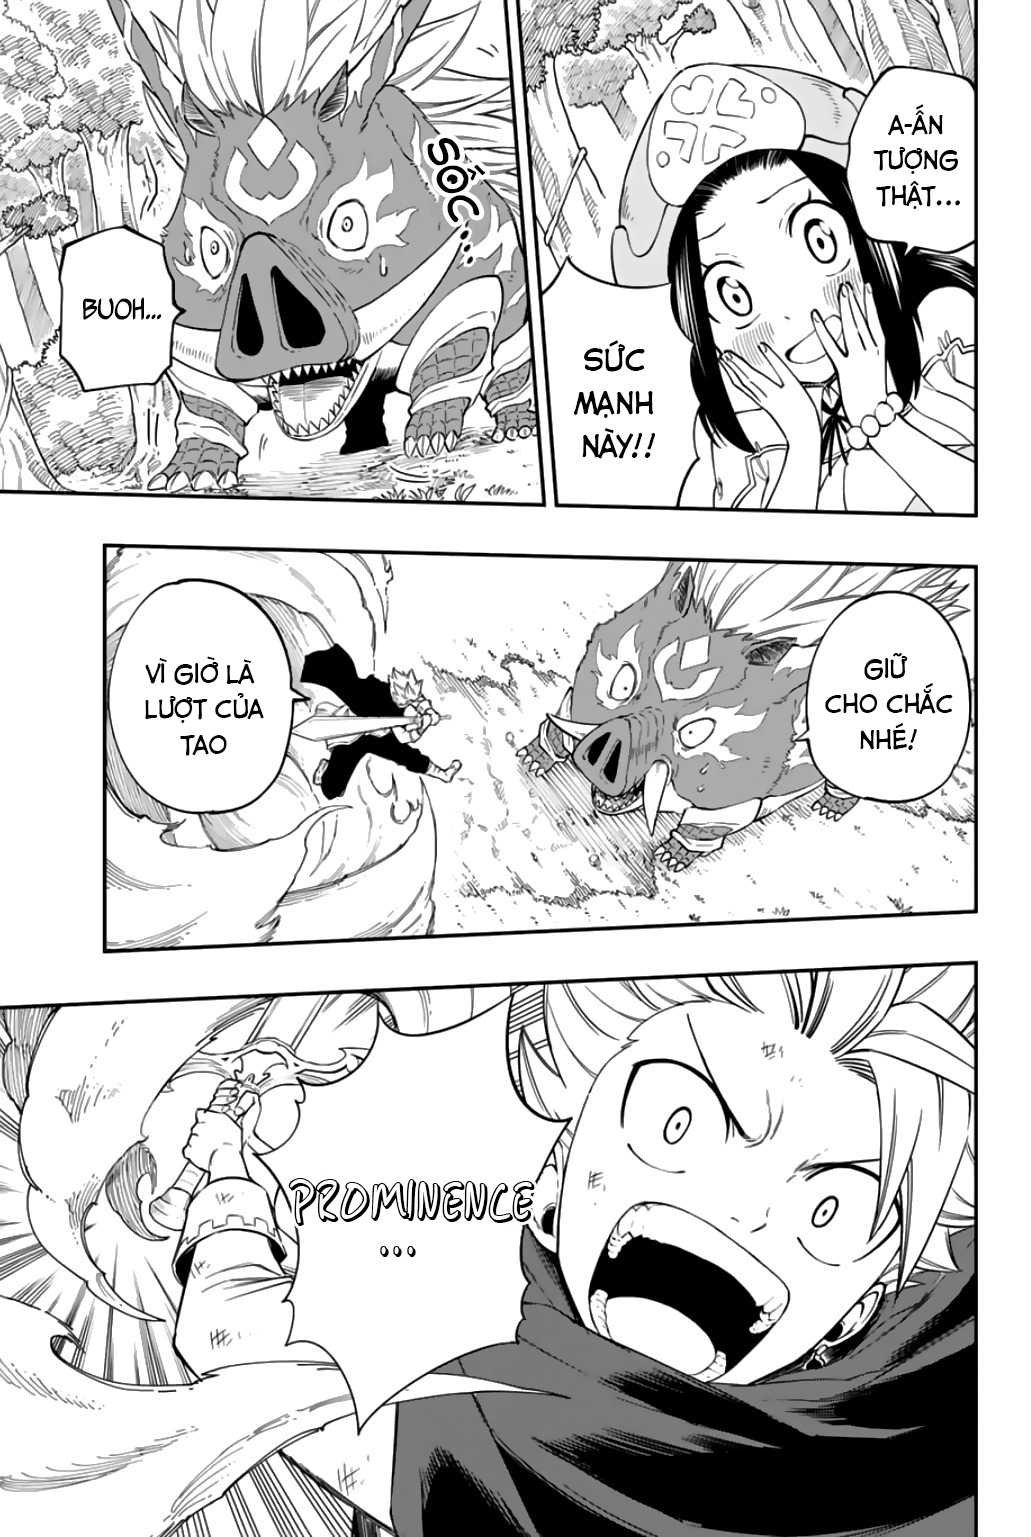 A-ẤN
TƯỢNG
THẬT...
SỨC
MẠNH
NÀY!!
SỐC...
BUOH...
GIỮ
CHO CHẮC
NHÉ!
VÌ GIỜ LÀ
LƯỢT CỦA
TAO
PROMINENCE
...